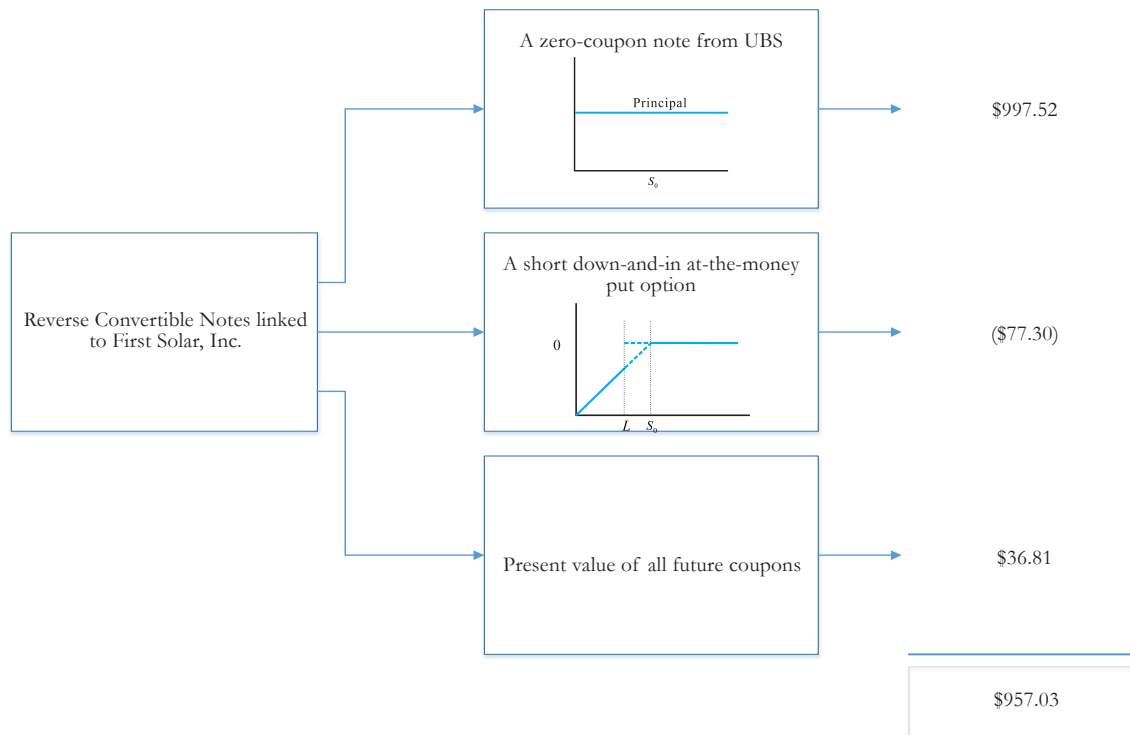 A zero-coupon note from UBS
Principal
S0
$997.52
Reverse Convertible Notes linked
to First Solar, Inc.
A short down-and-in at-the-money
put option
0
L S0
($77.30)
Present value of all future coupons
$36.81
$957.03